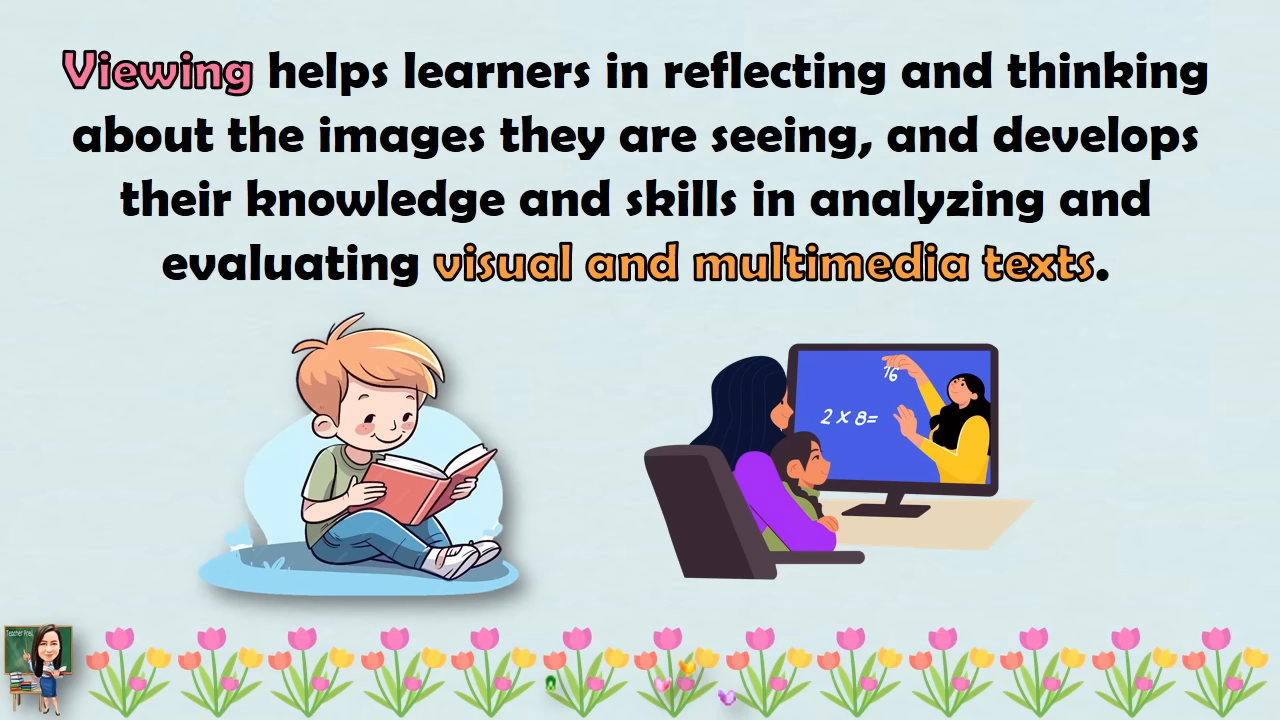 Viewing helps learners in reflecting and thinking
about the images they are seeing, and develops
their knowledge and skills in analyzing and
evaluating visual and multimedia texts.
16
2 x 8=
Teacher